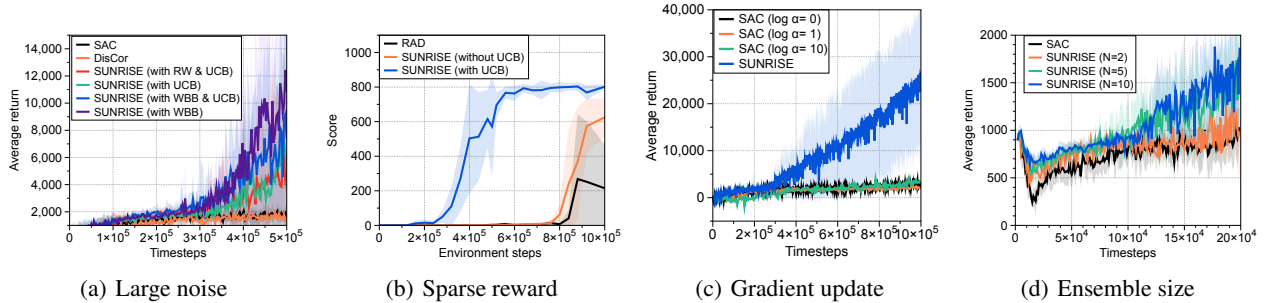 14,000
12,000
10,000
8,000
6,000
4,000
2,000
Average return
SAC
DisCor
SUNRISE (with RW & UCB)
SUNRISE (with UCB)
SUNRISE (with WBB & UCB)
SUNRISE (with WBB)
0 1×10⁵ 2×10⁵ 3×10⁵ 4×10⁵ 5×10⁵
Timesteps
(a) Large noise
1000
800
600
400
200
0
Score
RAD
SUNRISE (without UCB)
SUNRISE (with UCB)
0 2×10⁵ 4×10⁵ 6×10⁵ 8×10⁵ 10×10⁵
Environment steps
(b) Sparse reward
40,000
30,000
20,000
10,000
0
Average return
SAC (log α= 0)
SAC (log α= 1)
SAC (log α= 10)
SUNRISE
0 2×10⁵ 4×10⁵ 6×10⁵ 8×10⁵ 10×10⁵
Timesteps
(c) Gradient update
2000
1500
1000
500
0
Average return
SAC
SUNRISE (N=2)
SUNRISE (N=5)
SUNRISE (N=10)
0 5×10⁴ 10×10⁴ 15×10⁴ 20×10⁴
Timesteps
(d) Ensemble size